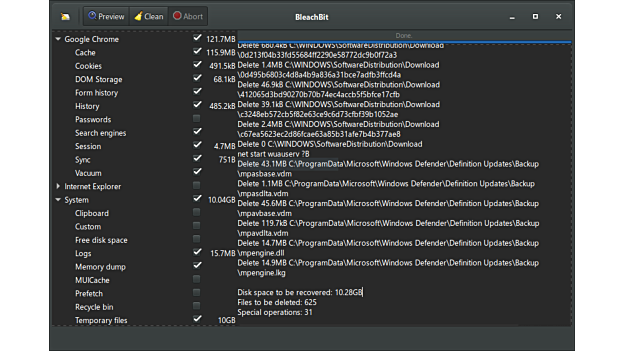 Preview Clean Abort BleachBit
Done.
Google Chrome 121.7MB
Cache 115.9MB
Cookies 491.5kB
DOM Storage 68.1kB
Form history
History 485.2kB
Passwords
Search engines
Session 4.7MB
Sync 751B
Vacuum
Internet Explorer
System 10.04GB
Clipboard
Custom
Free disk space
Logs 15.7MB
Memory dump
MUICache
Prefetch
Recycle bin
Temporary files 10GB
Delete 660.4kB C:\WINDOWS\SoftwareDistribution\Download
\0d213f04b33fd55684ff2290e58772dc9b0f72a3
Delete 1.4MB C:\WINDOWS\SoftwareDistribution\Download
\0d495b6803c4d8a4b9a836a31bce7adfb3ffcd4a
Delete 46.9kB C:\WINDOWS\SoftwareDistribution\Download
\412065d3bd90270b70b74ec4accb5f5bfce17cfb
Delete 39.1kB C:\WINDOWS\SoftwareDistribution\Download
\c3248eb572cb5f82e63ce9c6d73cfbf39b1052ae
Delete 2.4MB C:\WINDOWS\SoftwareDistribution\Download
\c67ea5623ec2d86fcae63a85b31afe7b4b377ae8
Delete 0 C:\WINDOWS\SoftwareDistribution\Download
net start wuauserv ?B
Delete 43.1MB C:\ProgramData\Microsoft\Windows Defender\Definition Updates\Backup
\mpasbase.vdm
Delete 1.1MB C:\ProgramData\Microsoft\Windows Defender\Definition Updates\Backup
\mpasdlta.vdm
Delete 45.6MB C:\ProgramData\Microsoft\Windows Defender\Definition Updates\Backup
\mpavbase.vdm
Delete 119.7kB C:\ProgramData\Microsoft\Windows Defender\Definition Updates\Backup
\mpavdlta.vdm
Delete 14.7MB C:\ProgramData\Microsoft\Windows Defender\Definition Updates\Backup
\mpengine.dll
Delete 14.9MB C:\ProgramData\Microsoft\Windows Defender\Definition Updates\Backup
\mpengine.lkg
Disk space to be recovered: 10.28GB
Files to be deleted: 625
Special operations: 31